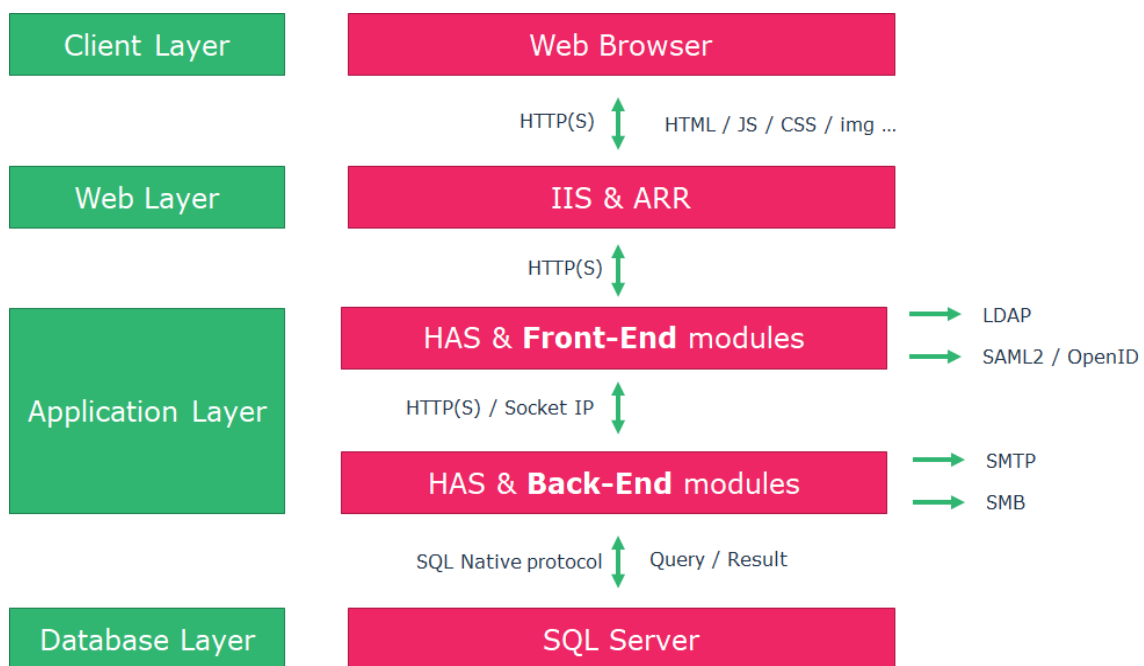 Client Layer
Web Browser
HTTP(S)
HTML / JS / CSS / img ...
Web Layer
IIS & ARR
HTTP(S)
Application Layer
HAS & Front-End modules
LDAP
SAML2 / OpenID
HTTP(S) / Socket IP
HAS & Back-End modules
SMTP
SMB
SQL Native protocol
Query / Result
Database Layer
SQL Server